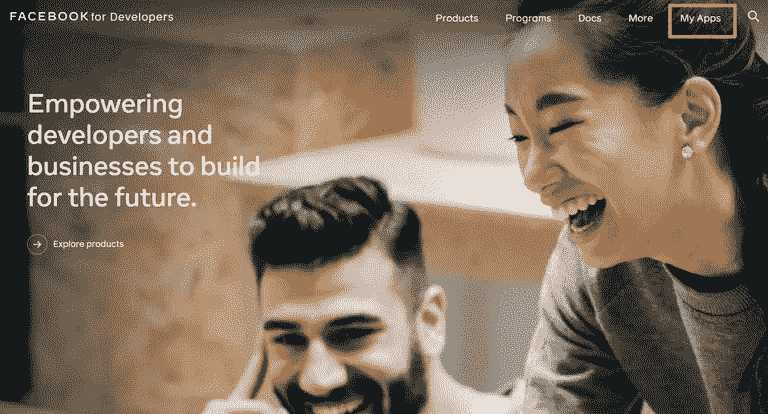 FACEBOOK for Developers
Products Programs Docs More My Apps
Empowering
developers and
businesses to build
for the future.
Explore products